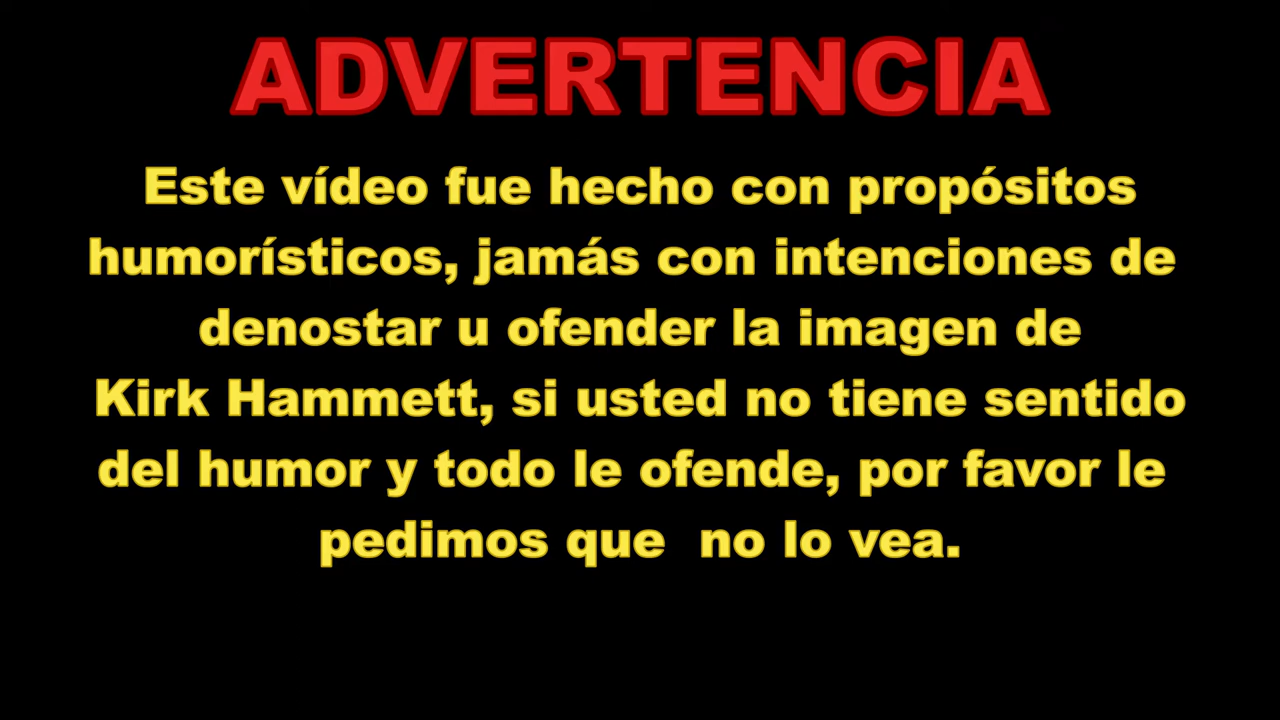 ADVERTENCIA
Este vídeo fue hecho con propósitos
humorísticos, jamás con intenciones de
denostar u ofender la imagen de
Kirk Hammett, si usted no tiene sentido
del humor y todo le ofende, por favor le
pedimos que  no lo vea.